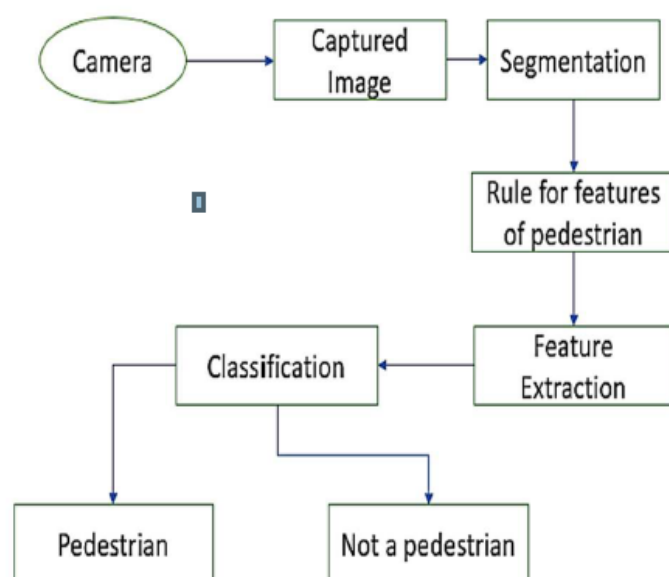 Camera
Captured
Image
Segmentation
Rule for features
of pedestrian
Feature
Extraction
Classification
Pedestrian
Not a pedestrian